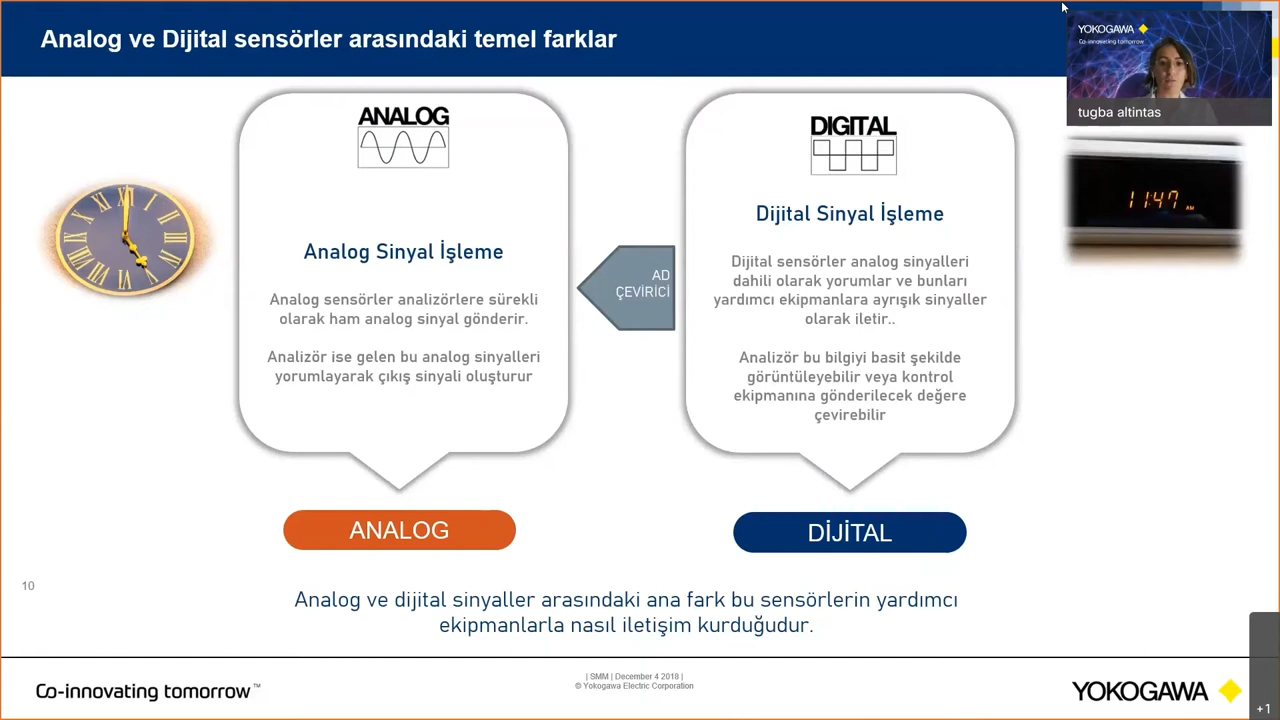 Analog ve Dijital sensörler arasındaki temel farklar
YOKOGAWA
Co-innovating tomorrow
tugba altintas
ANALOG
Analog Sinyal İşleme
Analog sensörler analizörlere sürekli
olarak ham analog sinyal gönderir.
Analizör ise gelen bu analog sinyalleri
yorumlayarak çıkış sinyali oluşturur
AD
ÇEVİRİCİ
DIGITAL
Dijital Sinyal İşleme
Dijital sensörler analog sinyalleri
dahili olarak yorumlar ve bunları
yardımcı ekipmanlara ayrışık sinyaller
olarak iletir..
Analizör bu bilgiyi basit şekilde
görüntüleyebilir veya kontrol
ekipmanına gönderilecek değere
çevirebilir
11:47 AM
ANALOG
DİJİTAL
10
Analog ve dijital sinyaller arasındaki ana fark bu sensörlerin yardımcı
ekipmanlarla nasıl iletişim kurduğudur.
Co-innovating tomorrow™
| SMM | December 4 2018 |
© Yokogawa Electric Corporation
YOKOGAWA
+1